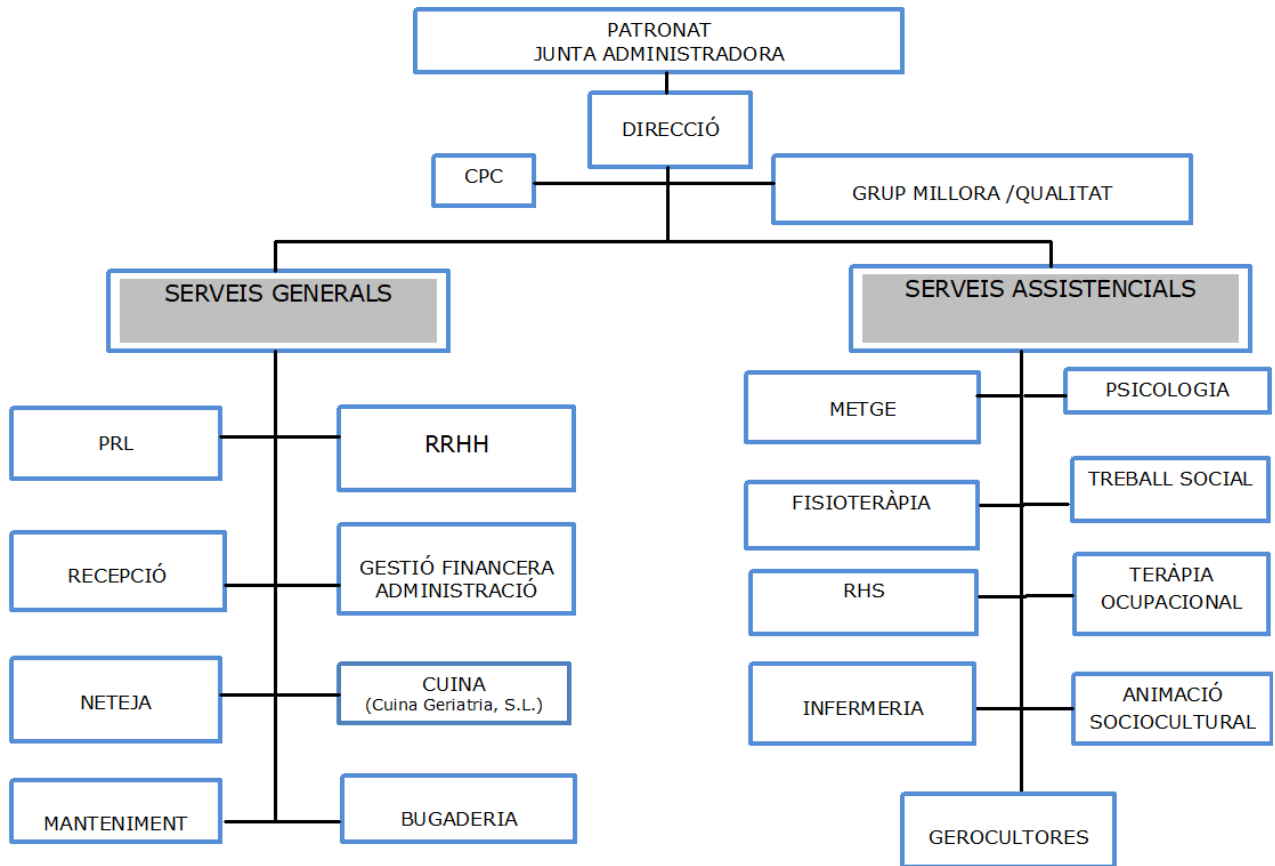 PATRONAT
JUNTA ADMINISTRADORA
DIRECCIÓ
CPC
GRUP MILLORA /QUALITAT
SERVEIS GENERALS
SERVEIS ASSISTENCIALS
PRL
RRHH
RECEPCIÓ
GESTIÓ FINANCERA
ADMINISTRACIÓ
NETEJA
CUINA
(Cuina Geriatria, S.L.)
MANTENIMENT
BUGADERIA
METGE
PSICOLOGIA
FISIOTERÀPIA
TREBALL SOCIAL
RHS
TERÀPIA
OCUPACIONAL
INFERMERIA
ANIMACIÓ
SOCIOCULTURAL
GEROCULTORES